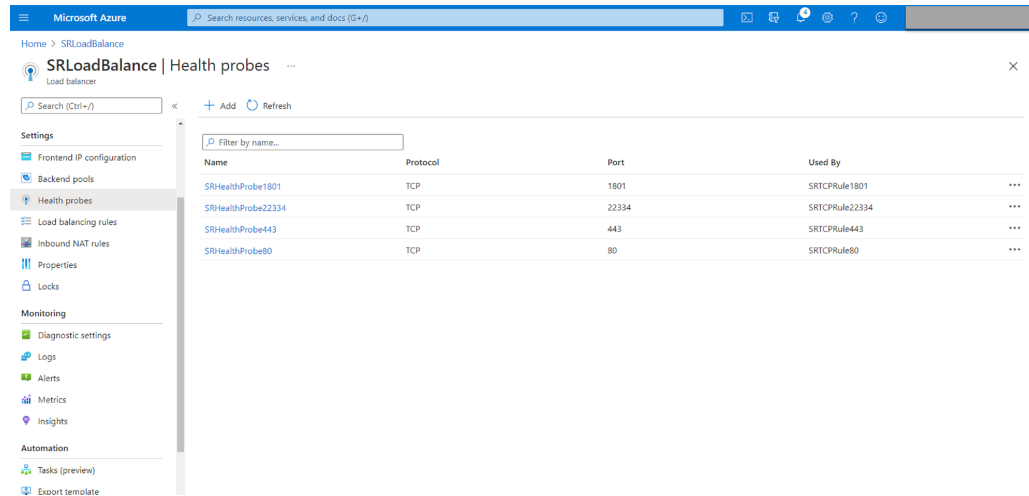 Microsoft Azure
Search resources, services, and docs (G+/)
4
Home > SRLoadBalance
SRLoadBalance | Health probes ...
Load balancer
Search (Ctrl+/)
«
Add
Refresh
Settings
Filter by name...
Frontend IP configuration
Name Protocol Port Used By
Backend pools
SRHealthProbe1801 TCP 1801 SRTCPRule1801
Health probes
SRHealthProbe22334 TCP 22334 SRTCPRule22334
Load balancing rules
SRHealthProbe443 TCP 443 SRTCPRule443
Inbound NAT rules
SRHealthProbe80 TCP 80 SRTCPRule80
Properties
Locks
Monitoring
Diagnostic settings
Logs
Alerts
Metrics
Insights
Automation
Tasks (preview)
Export template